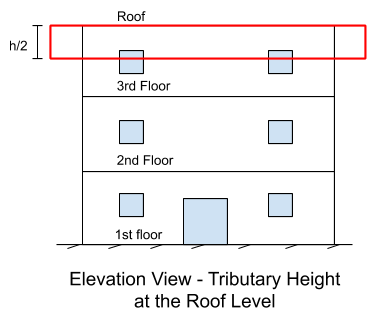 Roof
h/2
3rd Floor
2nd Floor
1st floor
Elevation View - Tributary Height
at the Roof Level